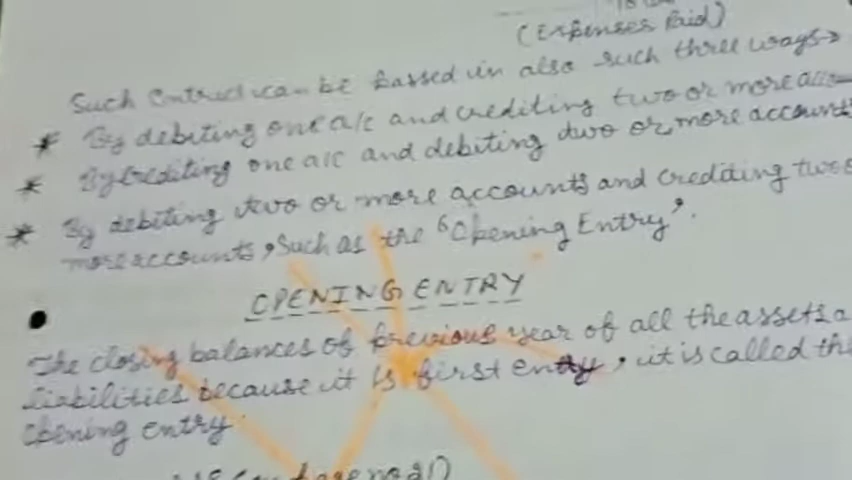 (Expenses Paid)
Such entries can be passed in also such three ways→
* By debiting one a/c and crediting two or more
* By crediting one a/c and debiting two or more accounts
* By debiting two or more accounts and crediting two
more accounts, such as the "Opening Entry".
OPENING ENTRY
The closing balances of previous year of all the assets a
liabilities because it is first entry, it is called th
opening entry.